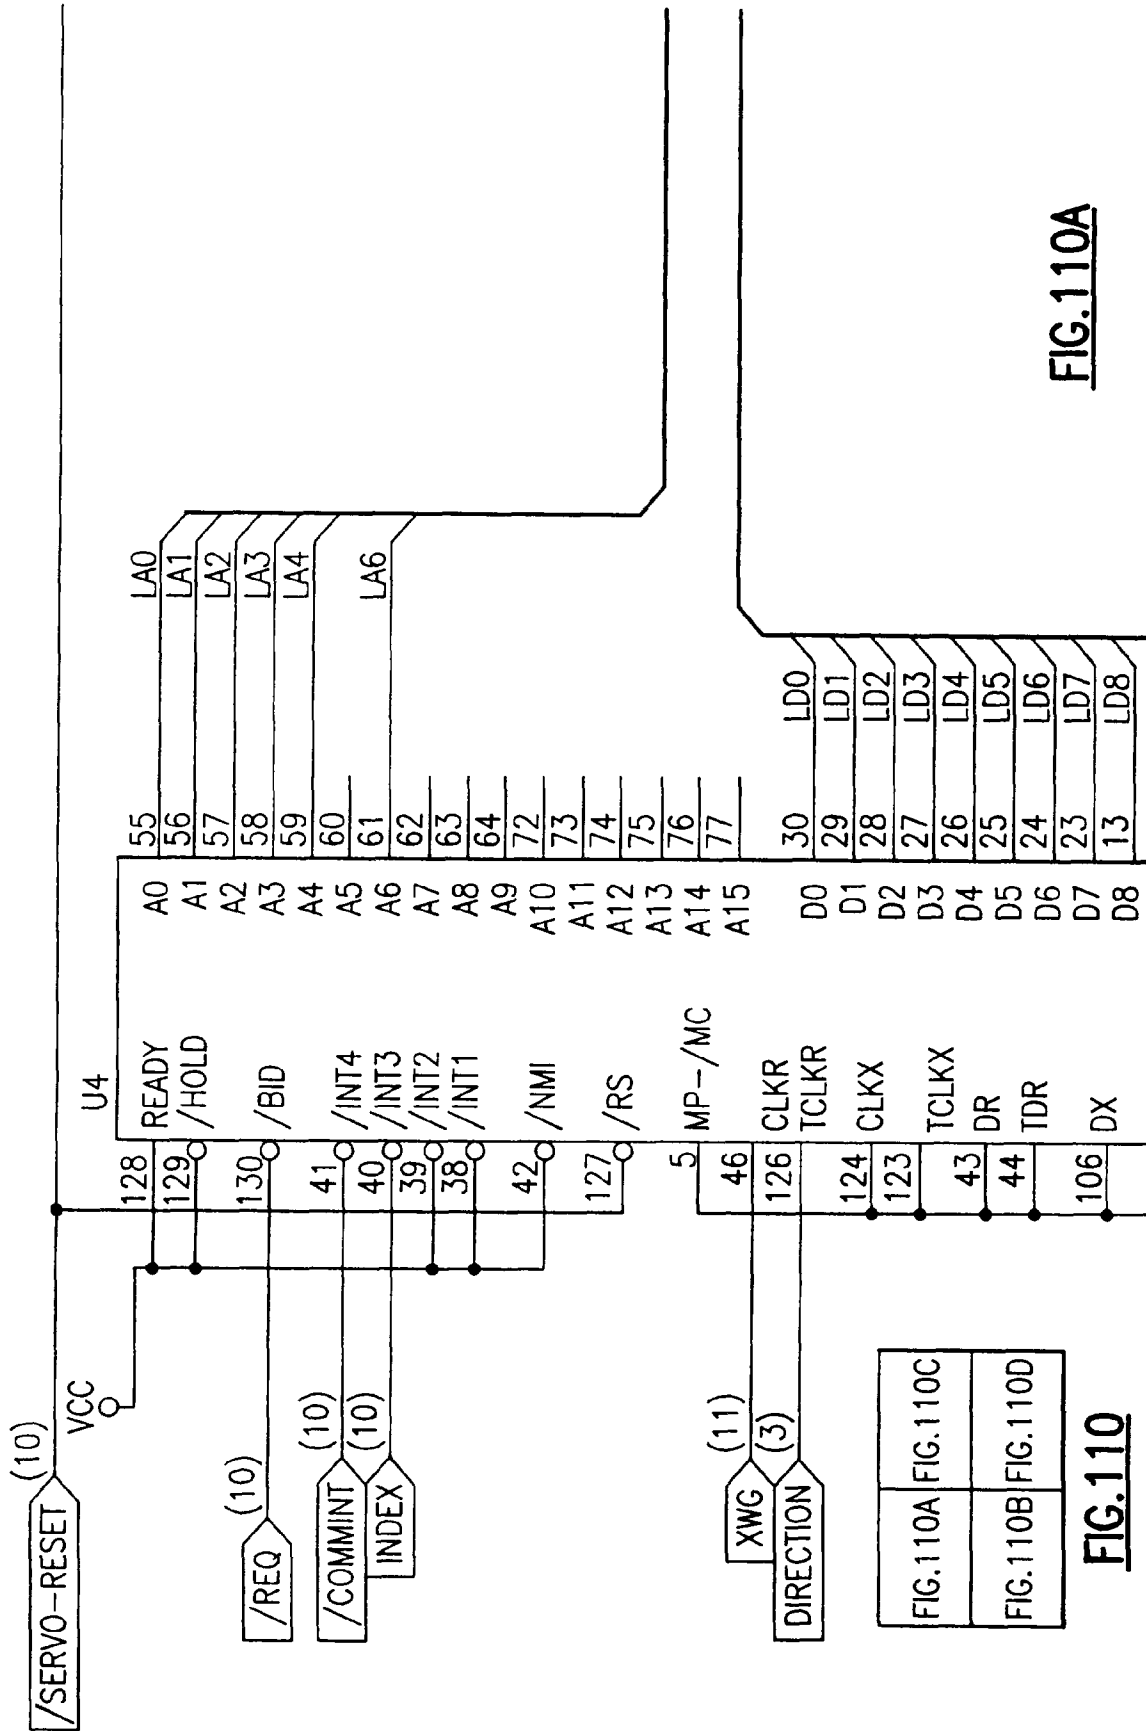 /SERVO-RESET (10)
VCC
/REQ (10)
/COMMINT (10)
INDEX (10)
XWG (11)
DIRECTION (3)
U4
128 READY
129 /HOLD
130 /BID
41 /INT4
40 /INT3
39 /INT2
38 /INT1
42 /NMI
127 /RS
5 MP-/MC
46 CLKR
126 TCLKR
124 CLKX
123 TCLKX
43 DR
44 TDR
106 DX
A0 55 LA0
A1 56 LA1
A2 57 LA2
A3 58 LA3
A4 59 LA4
A5 60
A6 61 LA6
A7 62
A8 63
A9 64
A10 72
A11 73
A12 74
A13 75
A14 76
A15 77
D0 30 LD0
D1 29 LD1
D2 28 LD2
D3 27 LD3
D4 26 LD4
D5 25 LD5
D6 24 LD6
D7 23 LD7
D8 13 LD8
FIG.110A FIG.110C
FIG.110B FIG.110D
FIG.110
FIG.110A